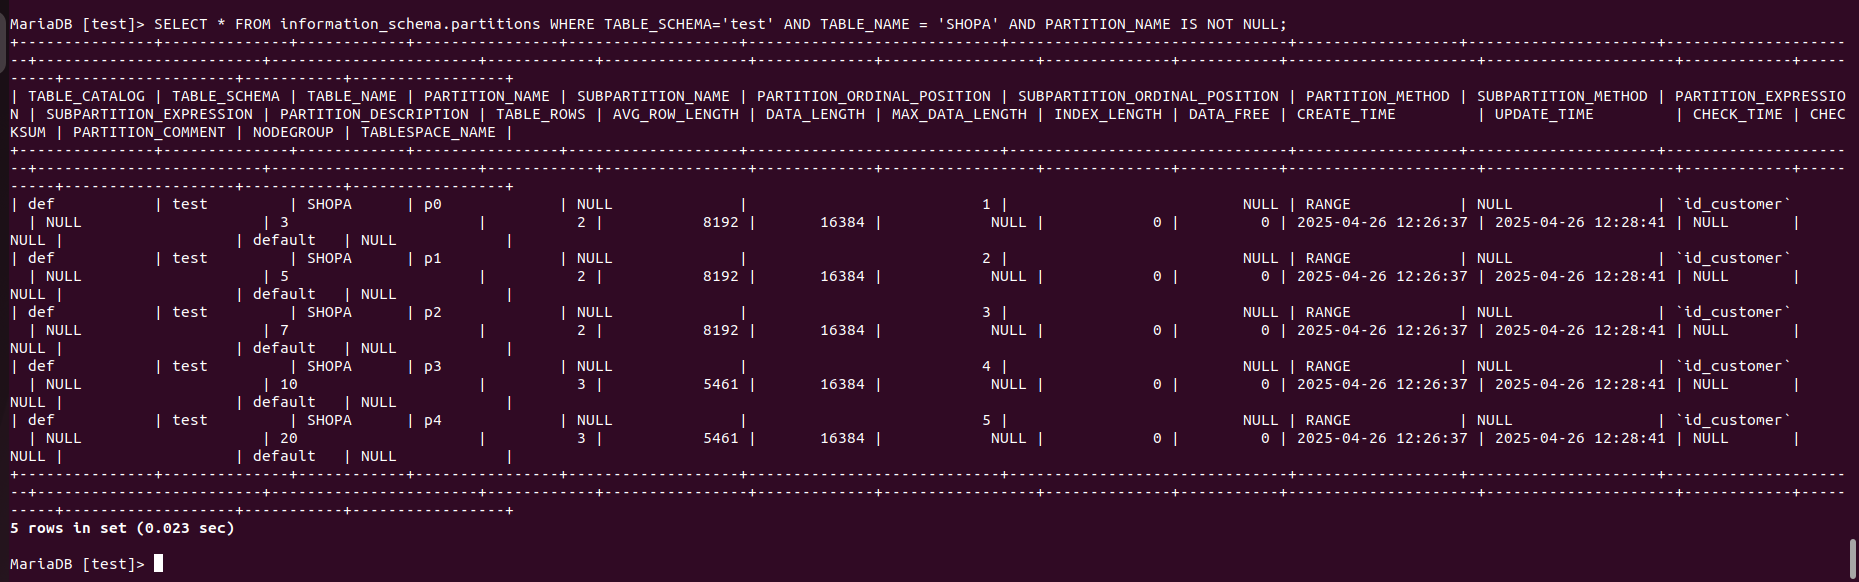 MariaDB [test]> SELECT * FROM information_schema.partitions WHERE TABLE_SCHEMA='test' AND TABLE_NAME = 'SHOPA' AND PARTITION_NAME IS NOT NULL;
+---------------+--------------+------------+----------------+-------------------+----------------------------+-------------------------------+------------------+---------------------+--------------------
--+-------------------------+-----------------------+------------+----------------+-------------+-----------------+--------------+-----------+---------------------+---------------------+------------+-----
-----+-------------------+-----------+-----------------+
| TABLE_CATALOG | TABLE_SCHEMA | TABLE_NAME | PARTITION_NAME | SUBPARTITION_NAME | PARTITION_ORDINAL_POSITION | SUBPARTITION_ORDINAL_POSITION | PARTITION_METHOD | SUBPARTITION_METHOD | PARTITION_EXPRESSIO
N | SUBPARTITION_EXPRESSION | PARTITION_DESCRIPTION | TABLE_ROWS | AVG_ROW_LENGTH | DATA_LENGTH | MAX_DATA_LENGTH | INDEX_LENGTH | DATA_FREE | CREATE_TIME         | UPDATE_TIME         | CHECK_TIME | CHEC
KSUM | PARTITION_COMMENT | NODEGROUP | TABLESPACE_NAME |
+---------------+--------------+------------+----------------+-------------------+----------------------------+-------------------------------+------------------+---------------------+--------------------
--+-------------------------+-----------------------+------------+----------------+-------------+-----------------+--------------+-----------+---------------------+---------------------+------------+-----
-----+-------------------+-----------+-----------------+
| def           | test         | SHOPA      | p0             | NULL              |                          1 |                          NULL | RANGE            | NULL                | `id_customer`
  | NULL                    | 3                     |          2 |           8192 |       16384 |            NULL |            0 |         0 | 2025-04-26 12:26:37 | 2025-04-26 12:28:41 | NULL       |
NULL |                   | default   | NULL            |
| def           | test         | SHOPA      | p1             | NULL              |                          2 |                          NULL | RANGE            | NULL                | `id_customer`
  | NULL                    | 5                     |          2 |           8192 |       16384 |            NULL |            0 |         0 | 2025-04-26 12:26:37 | 2025-04-26 12:28:41 | NULL       |
NULL |                   | default   | NULL            |
| def           | test         | SHOPA      | p2             | NULL              |                          3 |                          NULL | RANGE            | NULL                | `id_customer`
  | NULL                    | 7                     |          2 |           8192 |       16384 |            NULL |            0 |         0 | 2025-04-26 12:26:37 | 2025-04-26 12:28:41 | NULL       |
NULL |                   | default   | NULL            |
| def           | test         | SHOPA      | p3             | NULL              |                          4 |                          NULL | RANGE            | NULL                | `id_customer`
  | NULL                    | 10                    |          3 |           5461 |       16384 |            NULL |            0 |         0 | 2025-04-26 12:26:37 | 2025-04-26 12:28:41 | NULL       |
NULL |                   | default   | NULL            |
| def           | test         | SHOPA      | p4             | NULL              |                          5 |                          NULL | RANGE            | NULL                | `id_customer`
  | NULL                    | 20                    |          3 |           5461 |       16384 |            NULL |            0 |         0 | 2025-04-26 12:26:37 | 2025-04-26 12:28:41 | NULL       |
NULL |                   | default   | NULL            |
+---------------+--------------+------------+----------------+-------------------+----------------------------+-------------------------------+------------------+---------------------+--------------------
--+-------------------------+-----------------------+------------+----------------+-------------+-----------------+--------------+-----------+---------------------+---------------------+------------+-----
-----+-------------------+-----------+-----------------+
5 rows in set (0.023 sec)
MariaDB [test]>